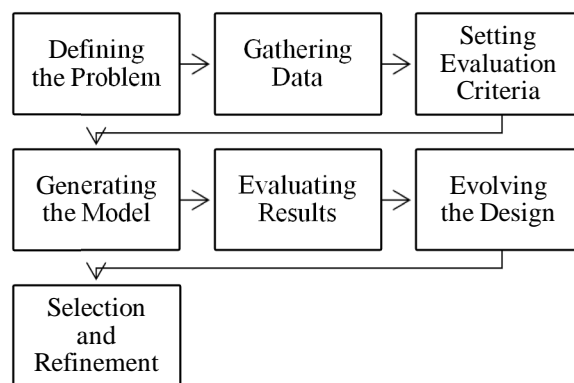 Defining
the Problem
Gathering
Data
Setting
Evaluation
Criteria
Generating
the Model
Evaluating
Results
Evolving
the Design
Selection
and
Refinement